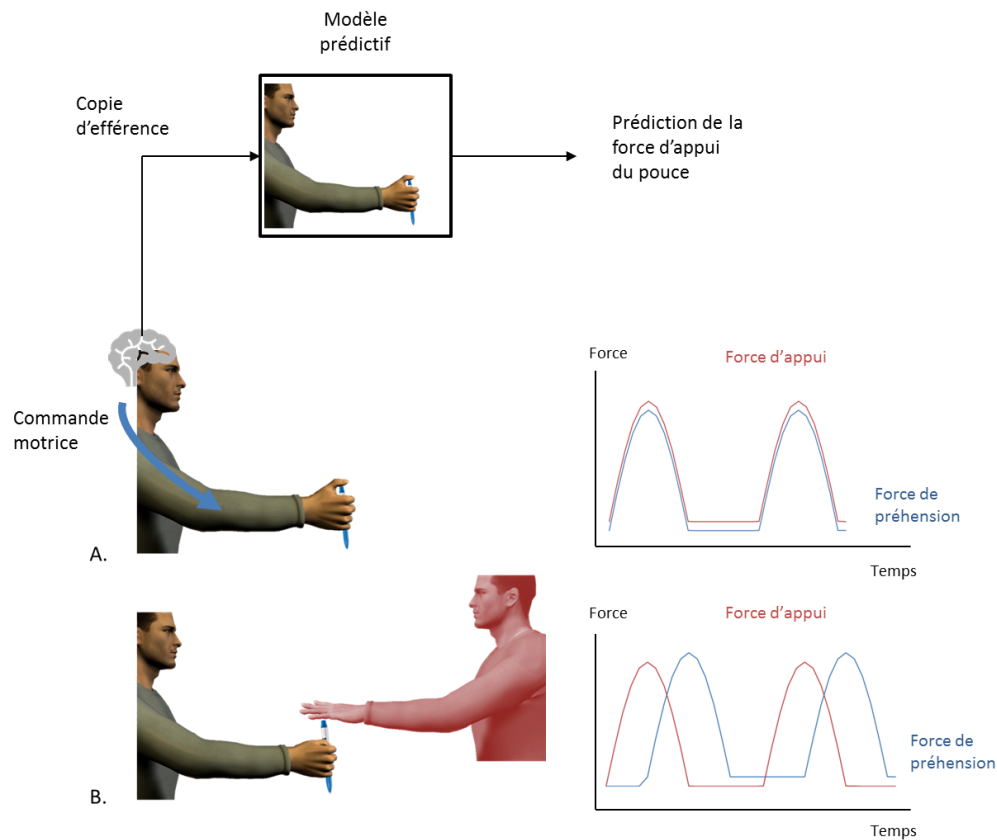 Modèle
prédictif
Copie
d'efférence
Prédiction de la
force d'appui
du pouce
Commande
motrice
A.
Force
Force d'appui
Force de
préhension
Temps
B.
Force
Force d'appui
Force de
préhension
Temps